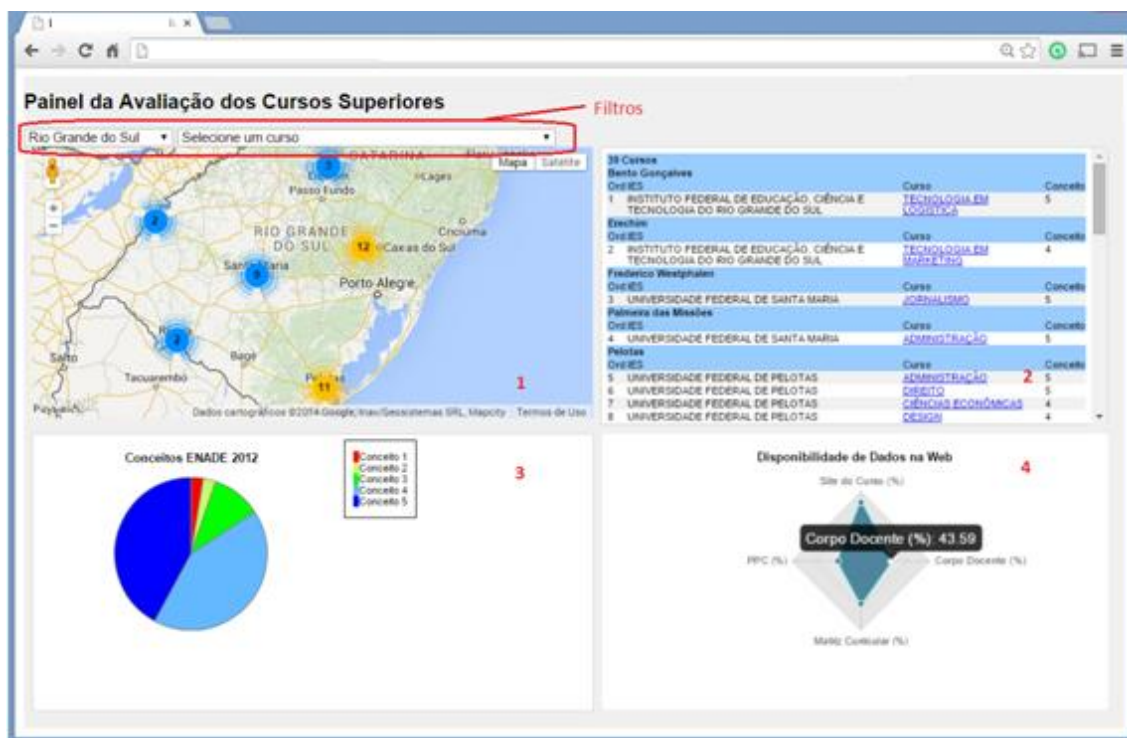 Painel da Avaliação dos Cursos Superiores
Filtros
Rio Grande do Sul
Selecione um curso
CATARINA
Mapa
Satélite
Lages
Passo Fundo
2
RIO GRANDE
DO SUL
12
Caxias do Sul
Criciúma
Santa Maria
Porto Alegre
2
Salto
Bagé
Tacuarembó
11
1
Dados cartográficos ©2014 Google, Inav/Geosistemas SRL, Mapcity
Termos de Uso
39 Cursos
Bento Gonçalves
Ord IES Curso Conceito
1 INSTITUTO FEDERAL DE EDUCAÇÃO, CIÊNCIA E TECNOLOGIA EM 5
TECNOLOGIA DO RIO GRANDE DO SUL LOGÍSTICA
Erechim
Ord IES Curso Conceito
2 INSTITUTO FEDERAL DE EDUCAÇÃO, CIÊNCIA E TECNOLOGIA EM 4
TECNOLOGIA DO RIO GRANDE DO SUL MARKETING
Frederico Westphalen
Ord IES Curso Conceito
3 UNIVERSIDADE FEDERAL DE SANTA MARIA JORNALISMO 5
Palmeira das Missões
Ord IES Curso Conceito
4 UNIVERSIDADE FEDERAL DE SANTA MARIA ADMINISTRAÇÃO 5
Pelotas
Ord IES Curso Conceito
5 UNIVERSIDADE FEDERAL DE PELOTAS ADMINISTRAÇÃO 5
6 UNIVERSIDADE FEDERAL DE PELOTAS DIREITO 5
7 UNIVERSIDADE FEDERAL DE PELOTAS CIÊNCIAS ECONÔMICAS 4
8 UNIVERSIDADE FEDERAL DE PELOTAS DESIGN 4
2
Conceitos ENADE 2012
Conceito 1
Conceito 2
Conceito 3
Conceito 4
Conceito 5
3
Disponibilidade de Dados na Web
4
Site do Curso (%)
Corpo Docente (%): 43.59
PPC (%)
Corpo Docente (%)
Matriz Curricular (%)